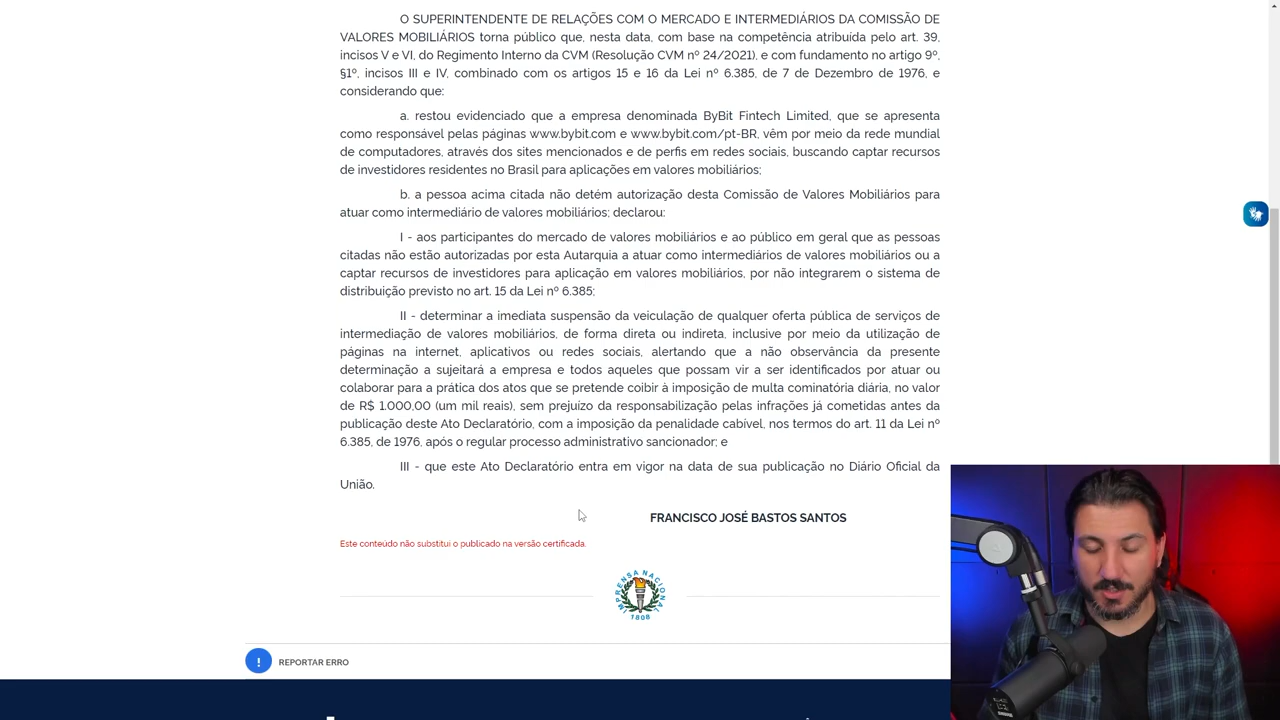 O SUPERINTENDENTE DE RELAÇÕES COM O MERCADO E INTERMEDIÁRIOS DA COMISSÃO DE
VALORES MOBILIÁRIOS torna público que, nesta data, com base na competência atribuída pelo art. 39,
incisos V e VI, do Regimento Interno da CVM (Resolução CVM nº 24/2021), e com fundamento no artigo 9º,
§1º, incisos III e IV, combinado com os artigos 15 e 16 da Lei nº 6.385, de 7 de Dezembro de 1976, e
considerando que:
a. restou evidenciado que a empresa denominada ByBit Fintech Limited, que se apresenta
como responsável pelas páginas www.bybit.com e www.bybit.com/pt-BR, vêm por meio da rede mundial
de computadores, através dos sites mencionados e de perfis em redes sociais, buscando captar recursos
de investidores residentes no Brasil para aplicações em valores mobiliários;
b. a pessoa acima citada não detém autorização desta Comissão de Valores Mobiliários para
atuar como intermediário de valores mobiliários; declarou:
I - aos participantes do mercado de valores mobiliários e ao público em geral que as pessoas
citadas não estão autorizadas por esta Autarquia a atuar como intermediários de valores mobiliários ou a
captar recursos de investidores para aplicação em valores mobiliários, por não integrarem o sistema de
distribuição previsto no art. 15 da Lei nº 6.385;
II - determinar a imediata suspensão da veiculação de qualquer oferta pública de serviços de
intermediação de valores mobiliários, de forma direta ou indireta, inclusive por meio da utilização de
páginas na internet, aplicativos ou redes sociais, alertando que a não observância da presente
determinação a sujeitará a empresa e todos aqueles que possam vir a ser identificados por atuar ou
colaborar para a prática dos atos que se pretende coibir à imposição de multa cominatória diária, no valor
de R$ 1.000,00 (um mil reais), sem prejuízo da responsabilização pelas infrações já cometidas antes da
publicação deste Ato Declaratório, com a imposição da penalidade cabível, nos termos do art. 11 da Lei nº
6.385, de 1976, após o regular processo administrativo sancionador; e
III - que este Ato Declaratório entra em vigor na data de sua publicação no Diário Oficial da
União.
FRANCISCO JOSÉ BASTOS SANTOS
Este conteúdo não substitui o publicado na versão certificada.
IMPRENSA NACIONAL
1808
! REPORTAR ERRO